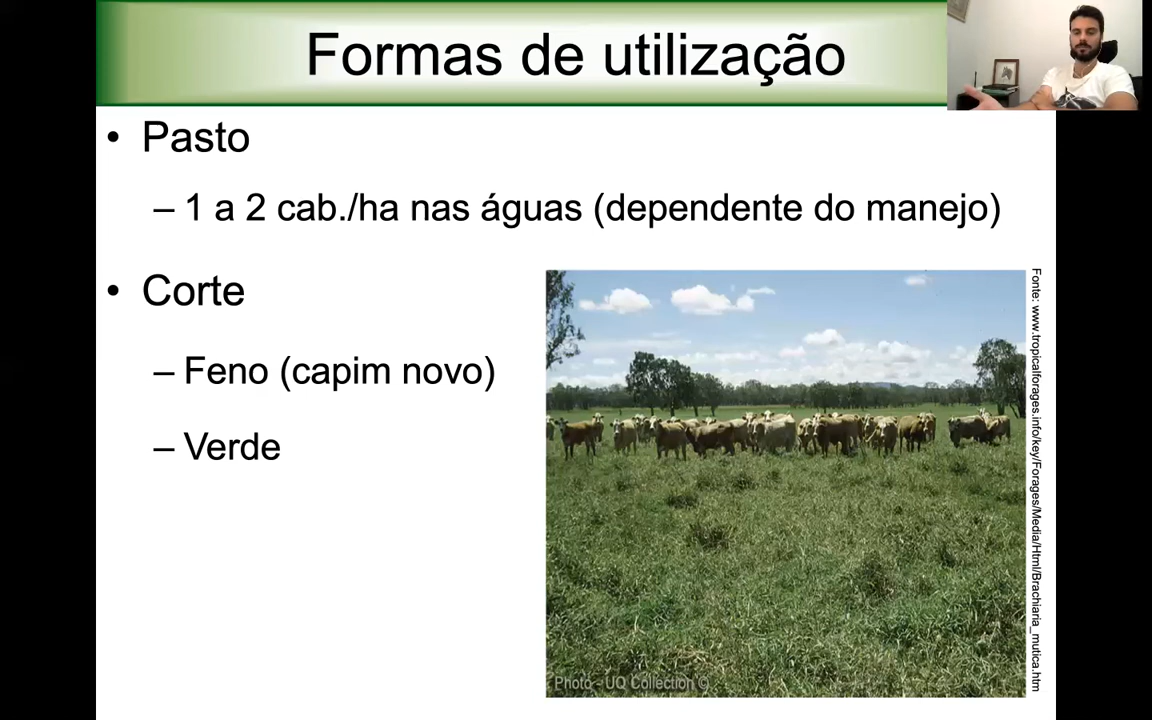 Formas de utilização
• Pasto
– 1 a 2 cab./ha nas águas (dependente do manejo)
• Corte
– Feno (capim novo)
– Verde
Fonte: www.tropicalforages.info/key/Forages/Media/Html/Brachiaria_mutica.htm
Photo - UQ Collection ©